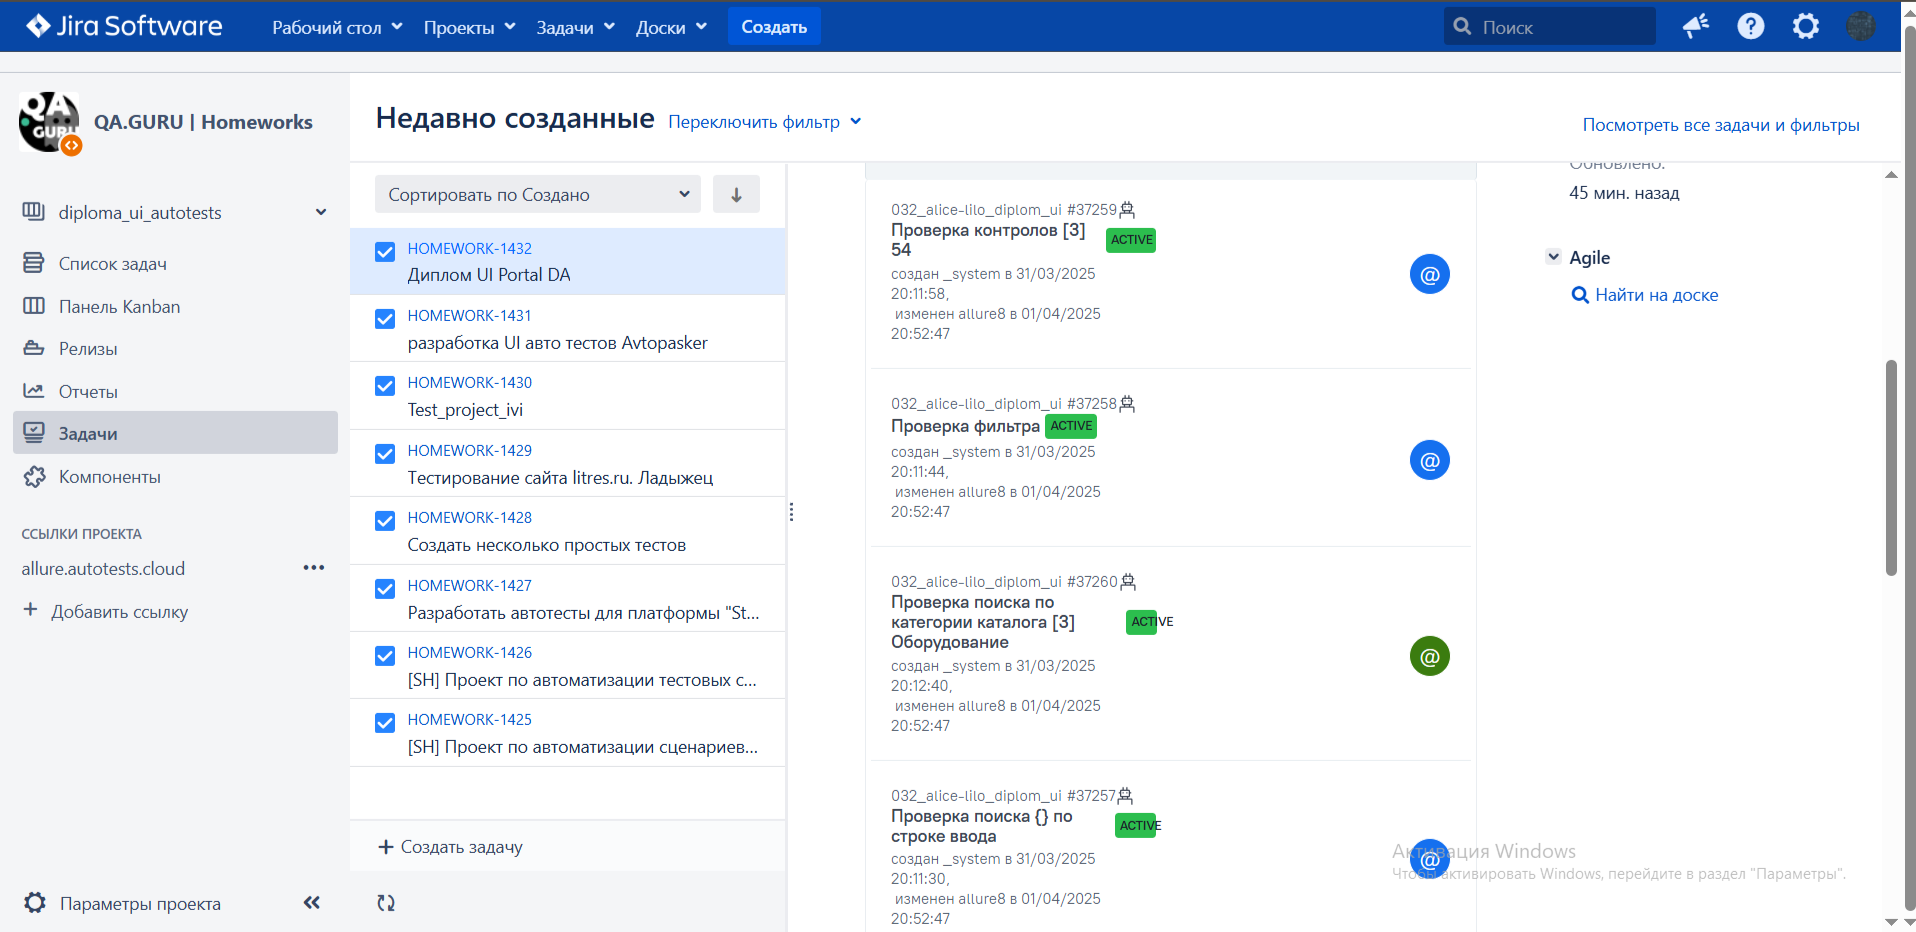 Jira Software
Рабочий стол
Проекты
Задачи
Доски
Создать
Поиск
QA GURU
QA.GURU | Homeworks
diploma_ui_autotests
Список задач
Панель Kanban
Релизы
Отчеты
Задачи
Компоненты
ССЫЛКИ ПРОЕКТА
allure.autotests.cloud
Добавить ссылку
Параметры проекта
Недавно созданные
Переключить фильтр
Посмотреть все задачи и фильтры
Сортировать по Создано
HOMEWORK-1432
Диплом UI Portal DA
HOMEWORK-1431
разработка UI авто тестов Avtopasker
HOMEWORK-1430
Test_project_ivi
HOMEWORK-1429
Тестирование сайта litres.ru. Ладыжец
HOMEWORK-1428
Создать несколько простых тестов
HOMEWORK-1427
Разработать автотесты для платформы "St...
HOMEWORK-1426
[SH] Проект по автоматизации тестовых с...
HOMEWORK-1425
[SH] Проект по автоматизации сценариев...
+ Создать задачу
032_alice-lilo_diplom_ui #37259
Проверка контролов [3]
54
ACTIVE
создан _system в 31/03/2025
20:11:58,
изменен allure8 в 01/04/2025
20:52:47
@
032_alice-lilo_diplom_ui #37258
Проверка фильтра ACTIVE
создан _system в 31/03/2025
20:11:44,
изменен allure8 в 01/04/2025
20:52:47
@
032_alice-lilo_diplom_ui #37260
Проверка поиска по
категории каталога [3]
Оборудование
ACTIVE
создан _system в 31/03/2025
20:12:40,
изменен allure8 в 01/04/2025
20:52:47
@
032_alice-lilo_diplom_ui #37257
Проверка поиска {} по
строке ввода
ACTIVE
создан _system в 31/03/2025
20:11:30,
изменен allure8 в 01/04/2025
20:52:47
@
Обновлено:
45 мин. назад
Agile
Найти на доске
Активация Windows
Чтобы активировать Windows, перейдите в раздел "Параметры".